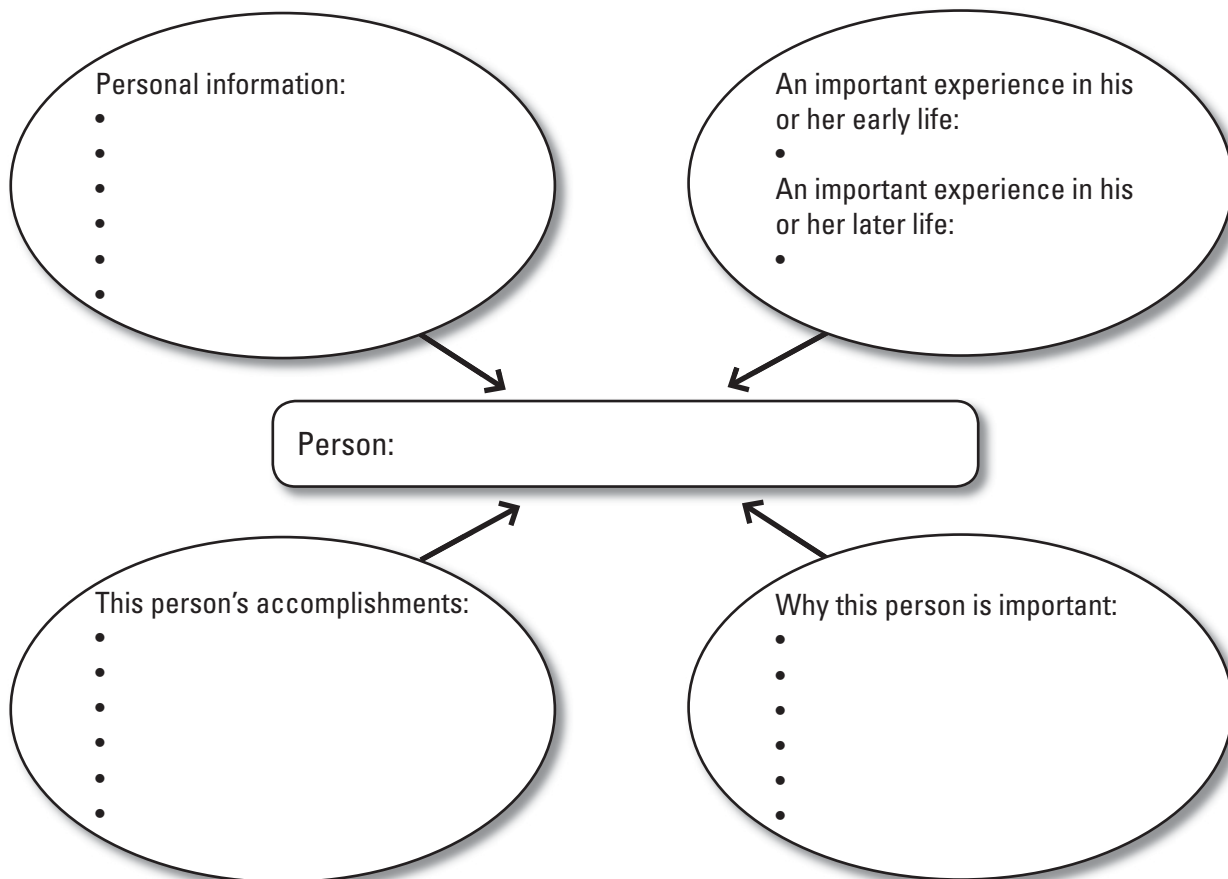 Personal information:
•
•
•
•
•
•
An important experience in his
or her early life:
•
An important experience in his
or her later life:
•
Person:
This person’s accomplishments:
•
•
•
•
•
•
Why this person is important:
•
•
•
•
•
•